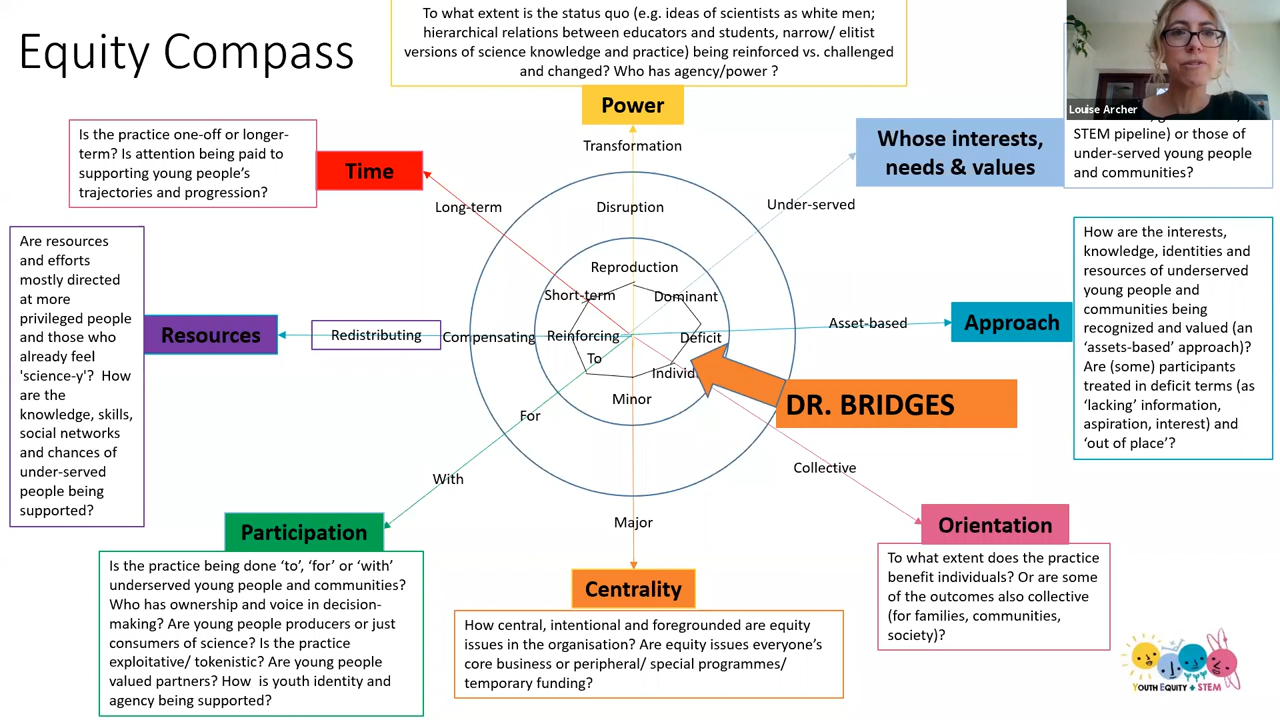 Equity Compass
To what extent is the status quo (e.g. ideas of scientists as white men;
hierarchical relations between educators and students, narrow/ elitist
versions of science knowledge and practice) being reinforced vs. challenged
and changed? Who has agency/power ?
Power
Louise Archer
Is the practice one-off or longer-
term? Is attention being paid to
supporting young people's
trajectories and progression?
Time
Whose interests,
needs & values
STEM pipeline) or those of
under-served young people
and communities?
Transformation
Long-term
Disruption
Under-served
Are resources
and efforts
mostly directed
at more
privileged people
and those who
already feel
'science-y'? How
are the
knowledge, skills,
social networks
and chances of
under-served
people being
supported?
Resources
Redistributing
Compensating
Reinforcing
Reproduction
Short-term
Dominant
Deficit
Asset-based
Approach
How are the interests,
knowledge, identities and
resources of underserved
young people and
communities being
recognized and valued (an
'assets-based' approach)?
Are (some) participants
treated in deficit terms (as
'lacking' information,
aspiration, interest) and
'out of place'?
To
Minor
DR. BRIDGES
For
With
Collective
Major
Participation
Is the practice being done 'to', 'for' or 'with'
underserved young people and communities?
Who has ownership and voice in decision-
making? Are young people producers or just
consumers of science? Is the practice
exploitative/ tokenistic? Are young people
valued partners? How is youth identity and
agency being supported?
Centrality
How central, intentional and foregrounded are equity
issues in the organisation? Are equity issues everyone's
core business or peripheral/ special programmes/
temporary funding?
Orientation
To what extent does the practice
benefit individuals? Or are some
of the outcomes also collective
(for families, communities,
society)?
YOUTH EQUITY + STEM